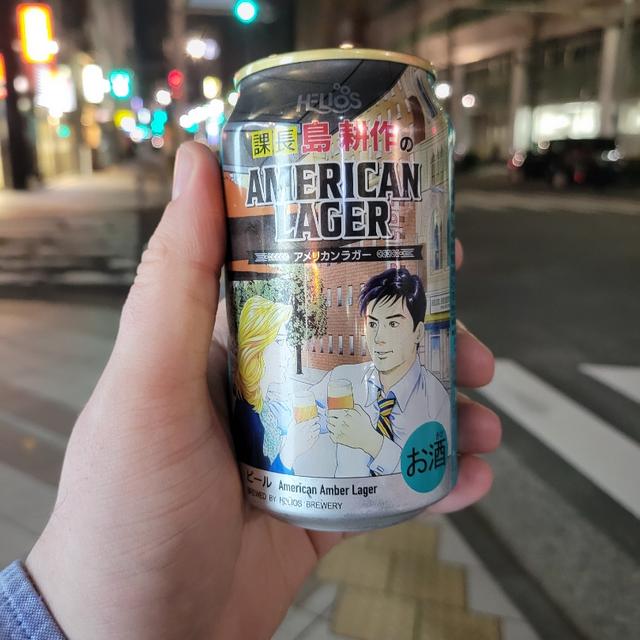 HELIOS
課長 島 耕作の
AMERICAN
LAGER
アメリカンラガー
お酒
ビール American Amber Lager
BREWED BY HELIOS BREWERY